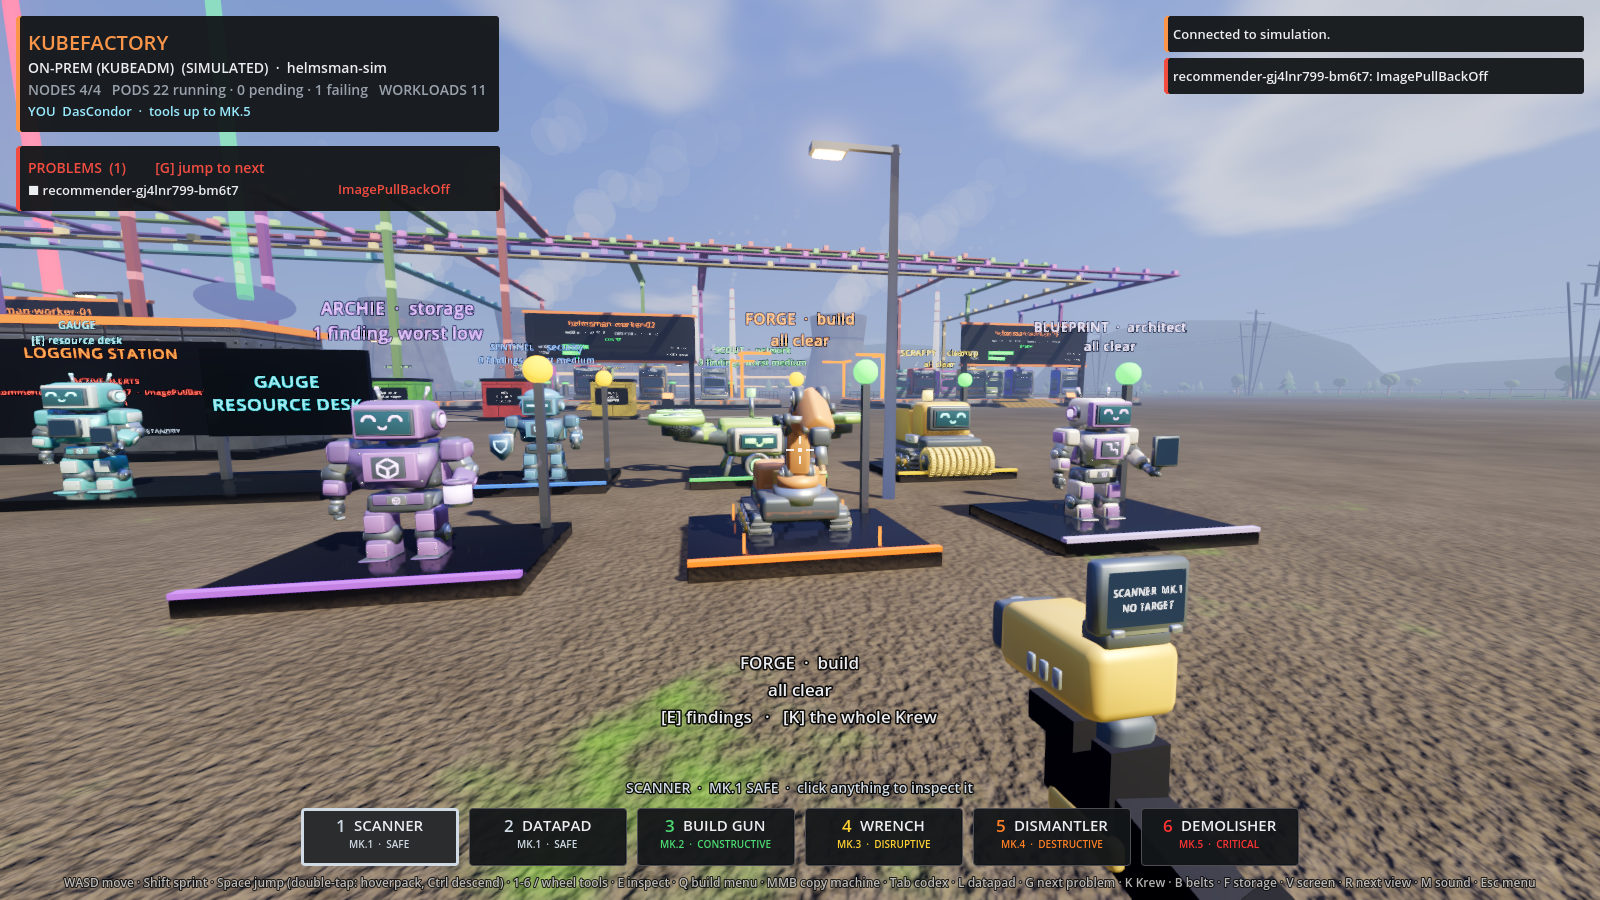 KUBEFACTORY
ON-PREM (KUBEADM) (SIMULATED) · helmsman-sim
NODES 4/4 PODS 22 running · 0 pending · 1 failing WORKLOADS 11
YOU DasCondor · tools up to MK.5
PROBLEMS (1) [G] jump to next
recommender-gj4lnr799-bm6t7 ImagePullBackOff
Connected to simulation.
recommender-gj4lnr799-bm6t7: ImagePullBackOff
ARCHIE · storage
1 finding, worst low
FORGE · build
all clear
BLUEPRINT · architect
all clear
GAUGE
[E] resource desk
LOGGING STATION
GAUGE
RESOURCE DESK
SCANNER MK.1
NO TARGET
FORGE · build
all clear
[E] findings · [K] the whole Krew
SCANNER · MK.1 SAFE · click anything to inspect it
1 SCANNER
MK.1 · SAFE
2 DATAPAD
MK.1 · SAFE
3 BUILD GUN
MK.2 · CONSTRUCTIVE
4 WRENCH
MK.3 · DISRUPTIVE
5 DISMANTLER
MK.4 · DESTRUCTIVE
6 DEMOLISHER
MK.5 · CRITICAL
WASD move · Shift sprint · Space jump (double-tap: hoverpack, Ctrl descend) · 1-6 / wheel tools · E inspect · Q build menu · MMB copy machine · Tab codex · L datapad · G next problem · K Krew · B belts · F storage · V screen · R next view · M sound · Esc menu